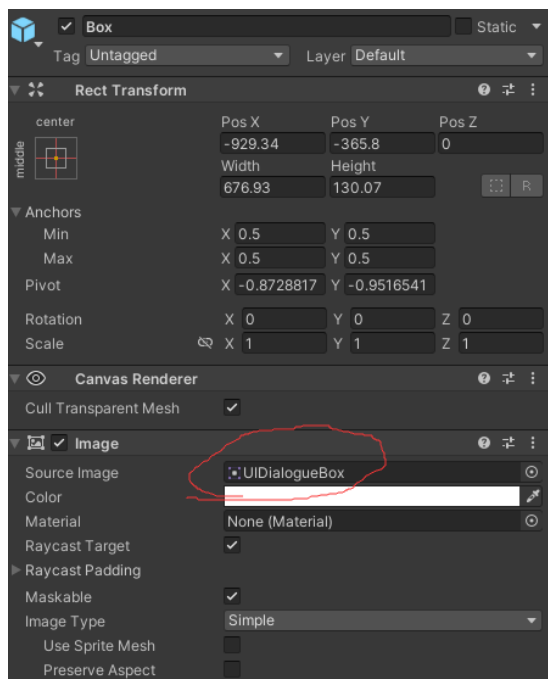 Box Static
Tag Untagged Layer Default
Rect Transform
center
middle
Pos X Pos Y Pos Z
-929.34 -365.8 0
Width Height
676.93 130.07 R
Anchors
Min X 0.5 Y 0.5
Max X 0.5 Y 0.5
Pivot X -0.8728817 Y -0.9516541
Rotation X 0 Y 0 Z 0
Scale X 1 Y 1 Z 1
Canvas Renderer
Cull Transparent Mesh
Image
Source Image UIDialogueBox
Color
Material None (Material)
Raycast Target
Raycast Padding
Maskable
Image Type Simple
Use Sprite Mesh
Preserve Aspect